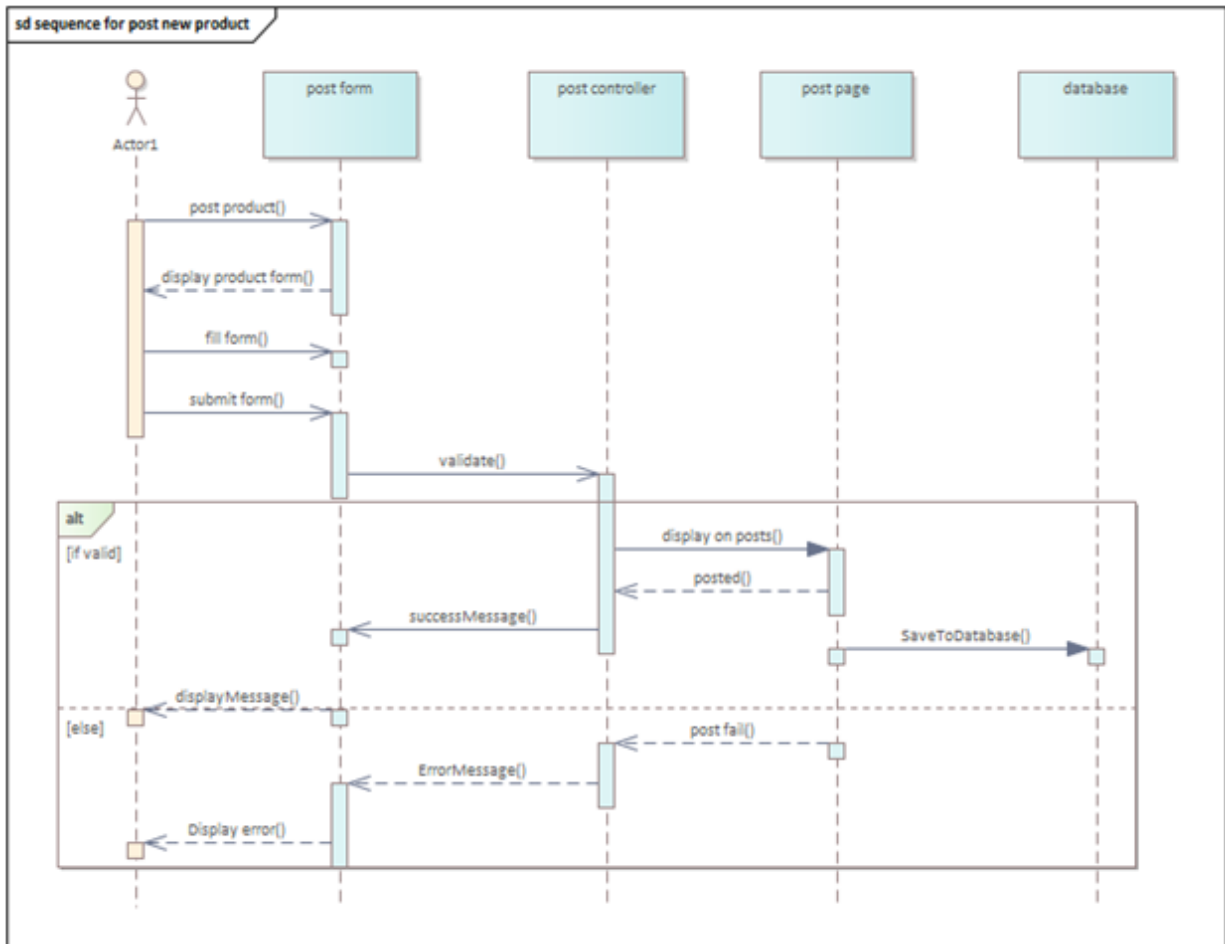 sd sequence for post new product
Actor1
post form
post controller
post page
database
post product()
display product form()
fill form()
submit form()
validate()
alt
[if valid]
display on posts()
posted()
successMessage()
SaveToDatabase()
displayMessage()
[else]
post fail()
ErrorMessage()
Display error()